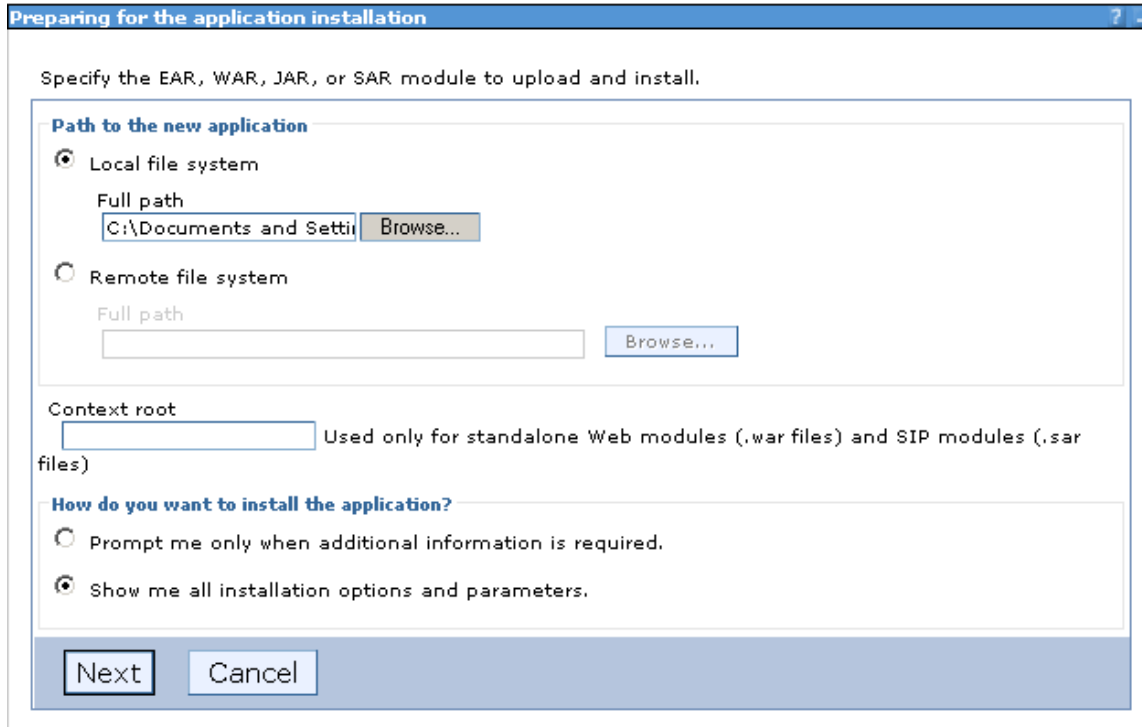 Preparing for the application installation ?
Specify the EAR, WAR, JAR, or SAR module to upload and install.
Path to the new application
Local file system
Full path
C:\Documents and Setti Browse...
Remote file system
Full path
Browse...
Context root
Used only for standalone Web modules (.war files) and SIP modules (.sar
files)
How do you want to install the application?
Prompt me only when additional information is required.
Show me all installation options and parameters.
Next Cancel